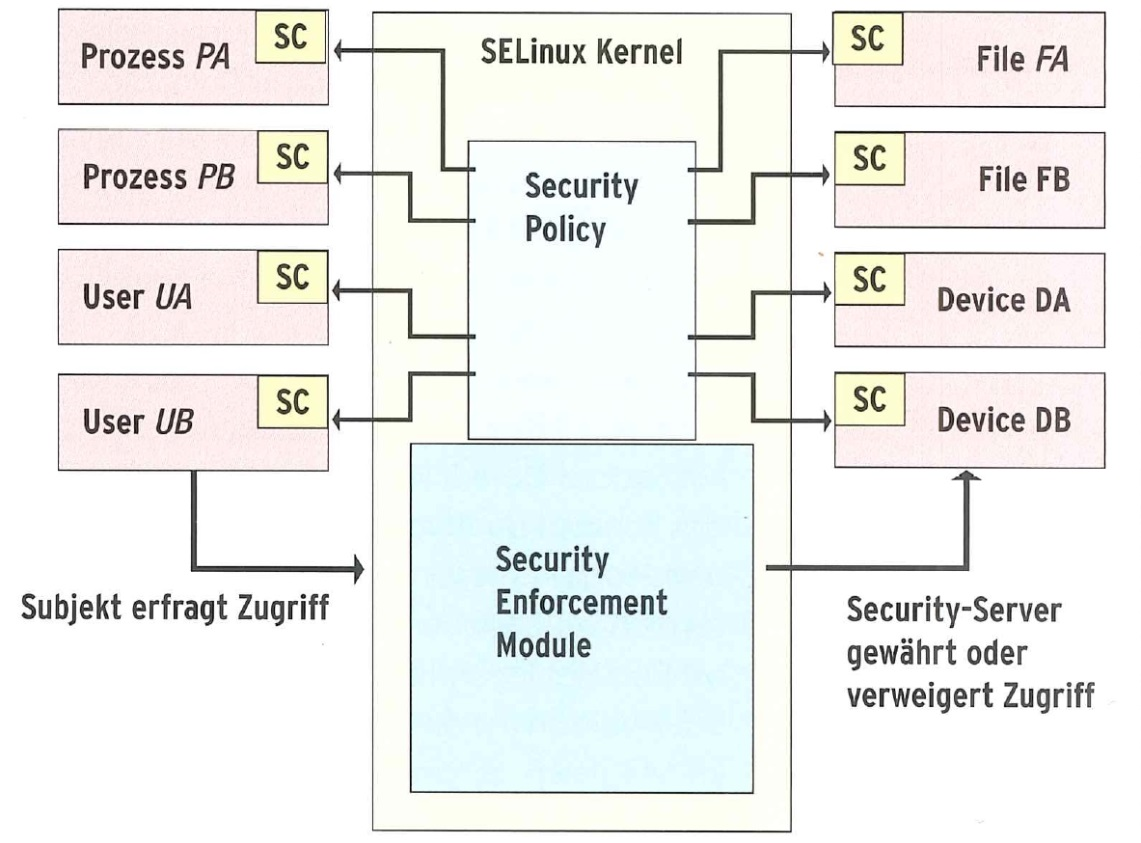 Prozess PA
SC
SELinux Kernel
SC
File FA
Prozess PB
SC
Security
Policy
SC
File FB
User UA
SC
SC
Device DA
User UB
SC
SC
Device DB
Subjekt erfragt Zugriff
Security
Enforcement
Module
Security-Server
gewährt oder
verweigert Zugriff